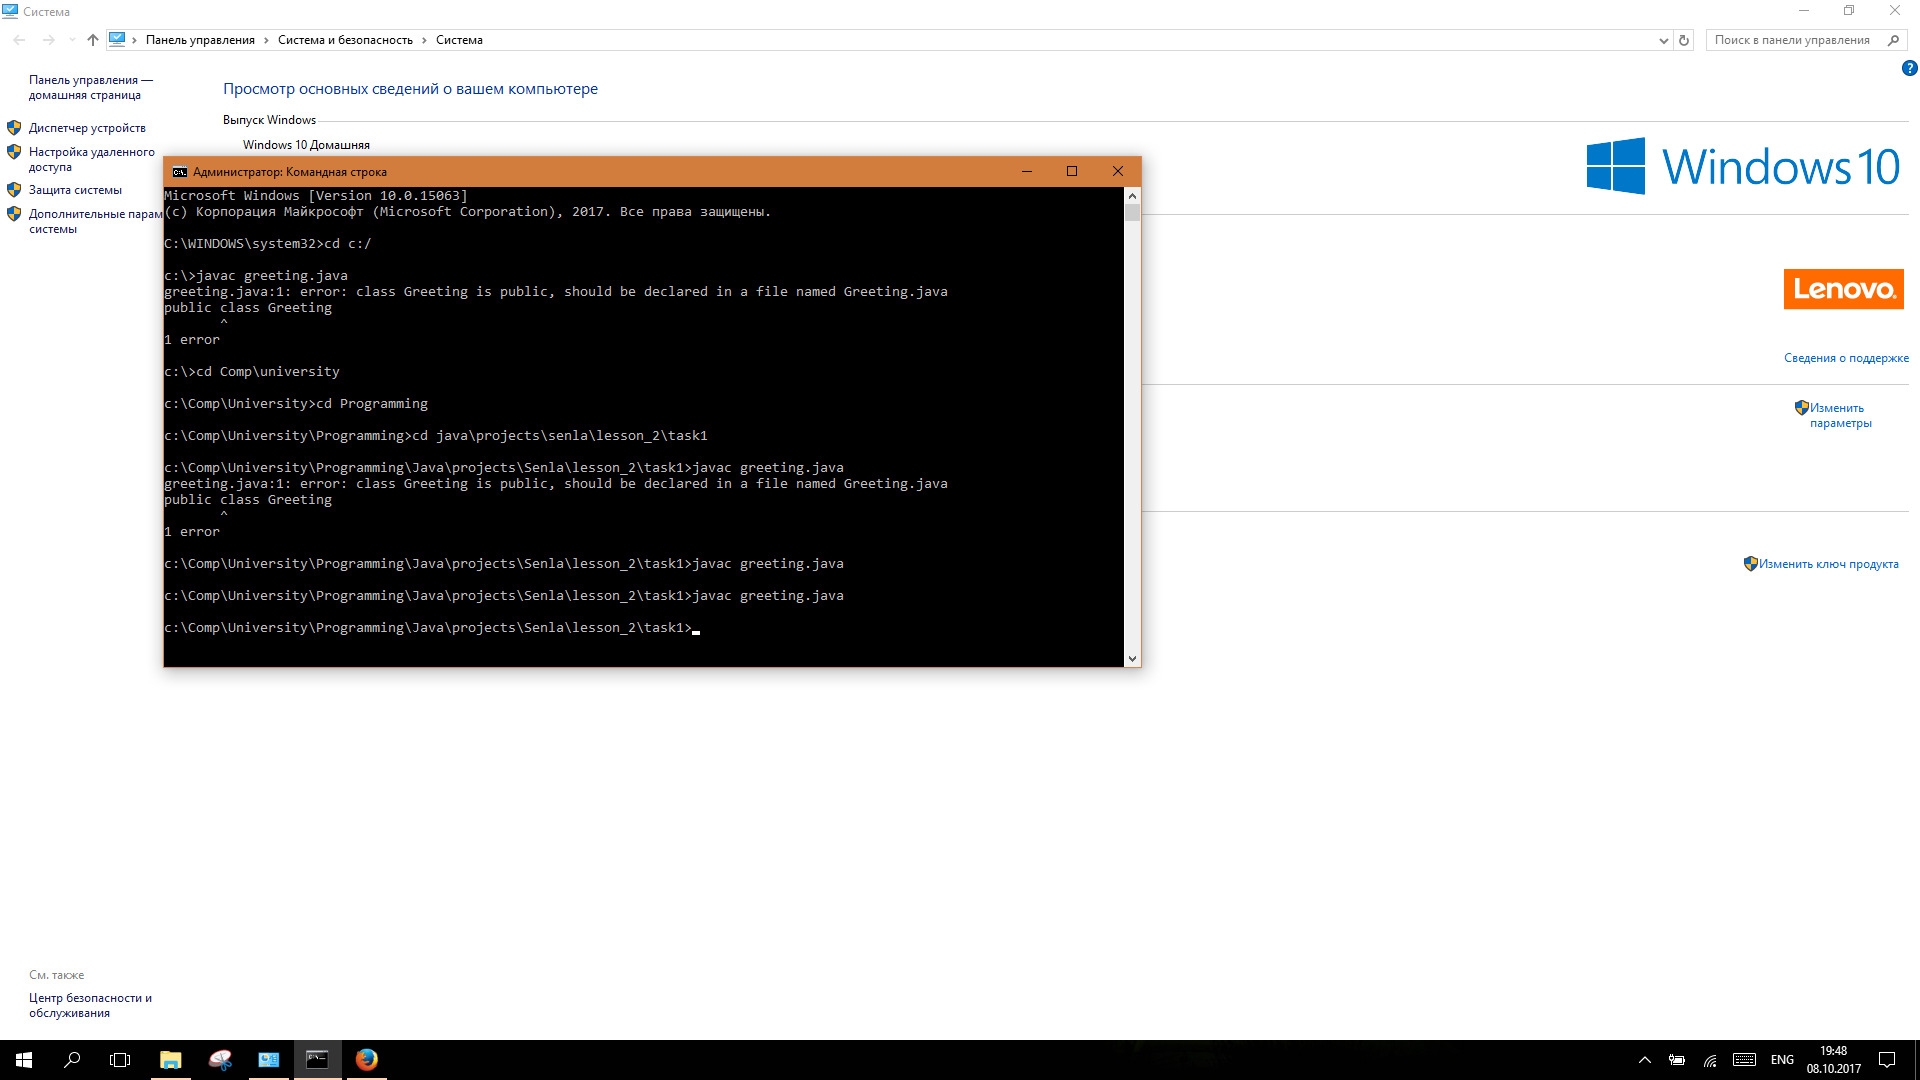 Система
Панель управления › Система и безопасность › Система
Поиск в панели управления
Панель управления —
домашняя страница
Диспетчер устройств
Настройка удаленного
доступа
Защита системы
Дополнительные парам
системы
Просмотр основных сведений о вашем компьютере
Выпуск Windows
Windows 10 Домашняя
Windows 10
Lenovo.
Сведения о поддержке
Изменить
параметры
Изменить ключ продукта
Администратор: Командная строка
Microsoft Windows [Version 10.0.15063]
(c) Корпорация Майкрософт (Microsoft Corporation), 2017. Все права защищены.
C:\WINDOWS\system32>cd c:/
c:\>javac greeting.java
greeting.java:1: error: class Greeting is public, should be declared in a file named Greeting.java
public class Greeting
^
1 error
c:\>cd Comp\university
c:\Comp\University>cd Programming
c:\Comp\University\Programming>cd java\projects\senla\lesson_2\task1
c:\Comp\University\Programming\Java\projects\Senla\lesson_2\task1>javac greeting.java
greeting.java:1: error: class Greeting is public, should be declared in a file named Greeting.java
public class Greeting
^
1 error
c:\Comp\University\Programming\Java\projects\Senla\lesson_2\task1>javac greeting.java
c:\Comp\University\Programming\Java\projects\Senla\lesson_2\task1>javac greeting.java
c:\Comp\University\Programming\Java\projects\Senla\lesson_2\task1>
См. также
Центр безопасности и
обслуживания
ENG
19:48
08.10.2017